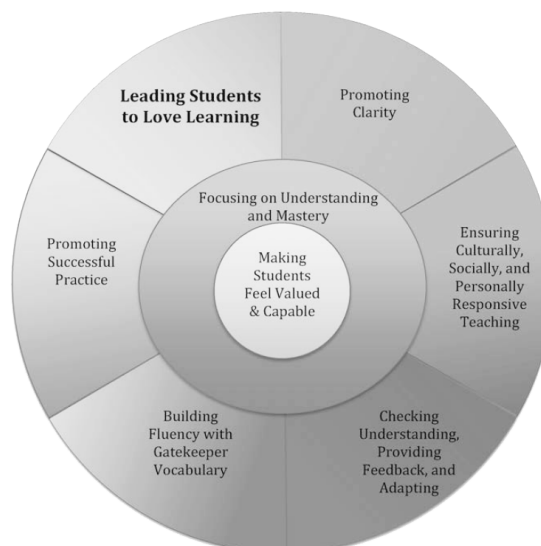 Leading Students
to Love Learning
Promoting
Clarity
Focusing on Understanding
and Mastery
Ensuring
Culturally,
Socially, and
Personally
Responsive
Teaching
Promoting
Successful
Practice
Making
Students
Feel Valued
& Capable
Building
Fluency with
Gatekeeper
Vocabulary
Checking
Understanding,
Providing
Feedback, and
Adapting